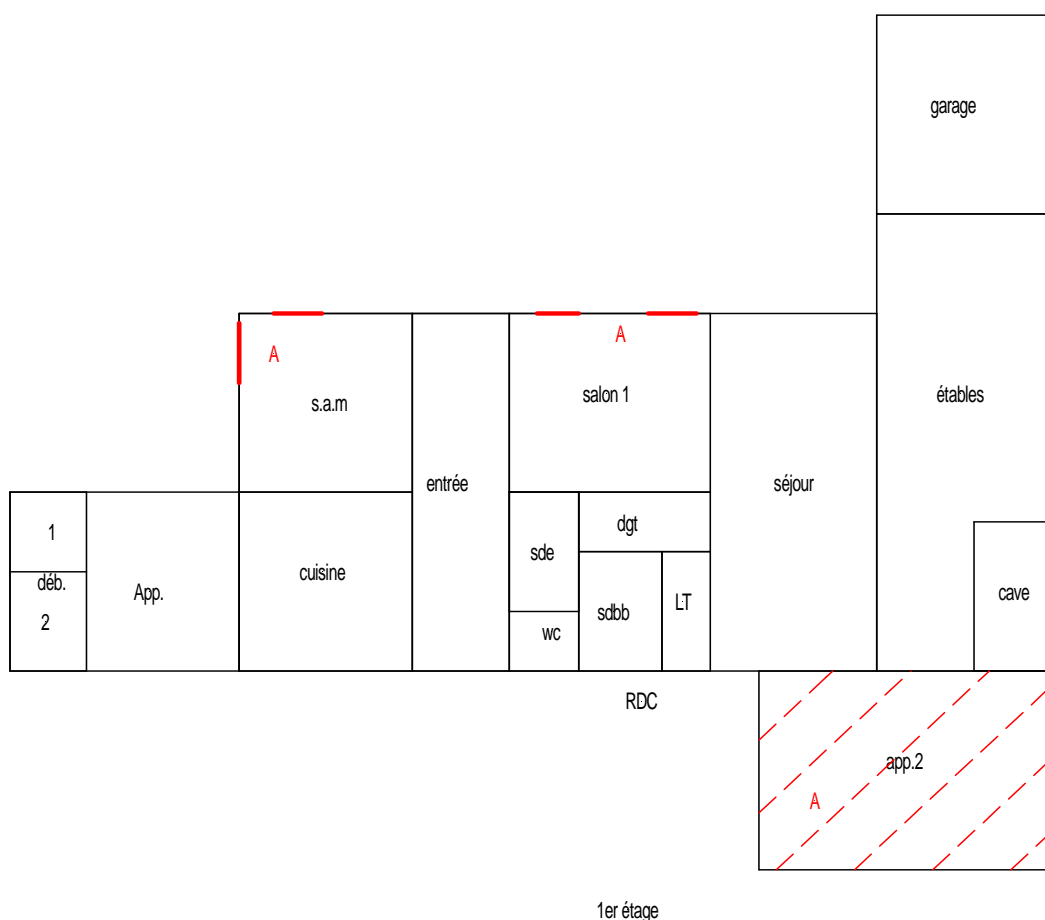 garage
A
A
étables
salon 1
s.a.m
entrée
séjour
dgt
1
sde
cuisine
déb.
App.
cave
LT
sdbb
2
wc
RDC
app.2
A
1er étage